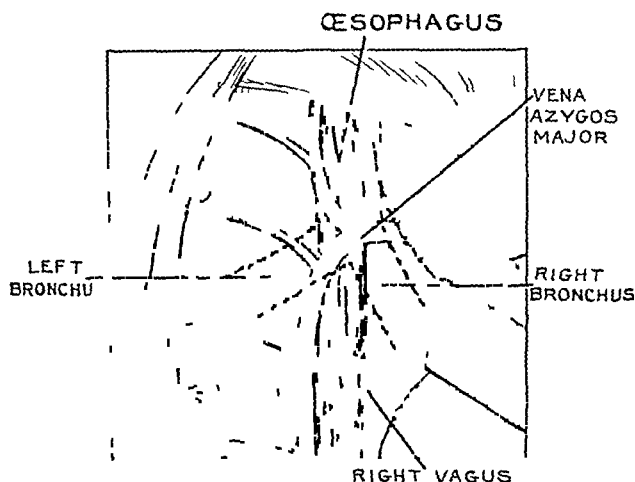 ŒSOPHAGUS
VENA
AZYGOS
MAJOR
LEFT
BRONCHU
RIGHT
BRONCHUS
RIGHT VAGUS